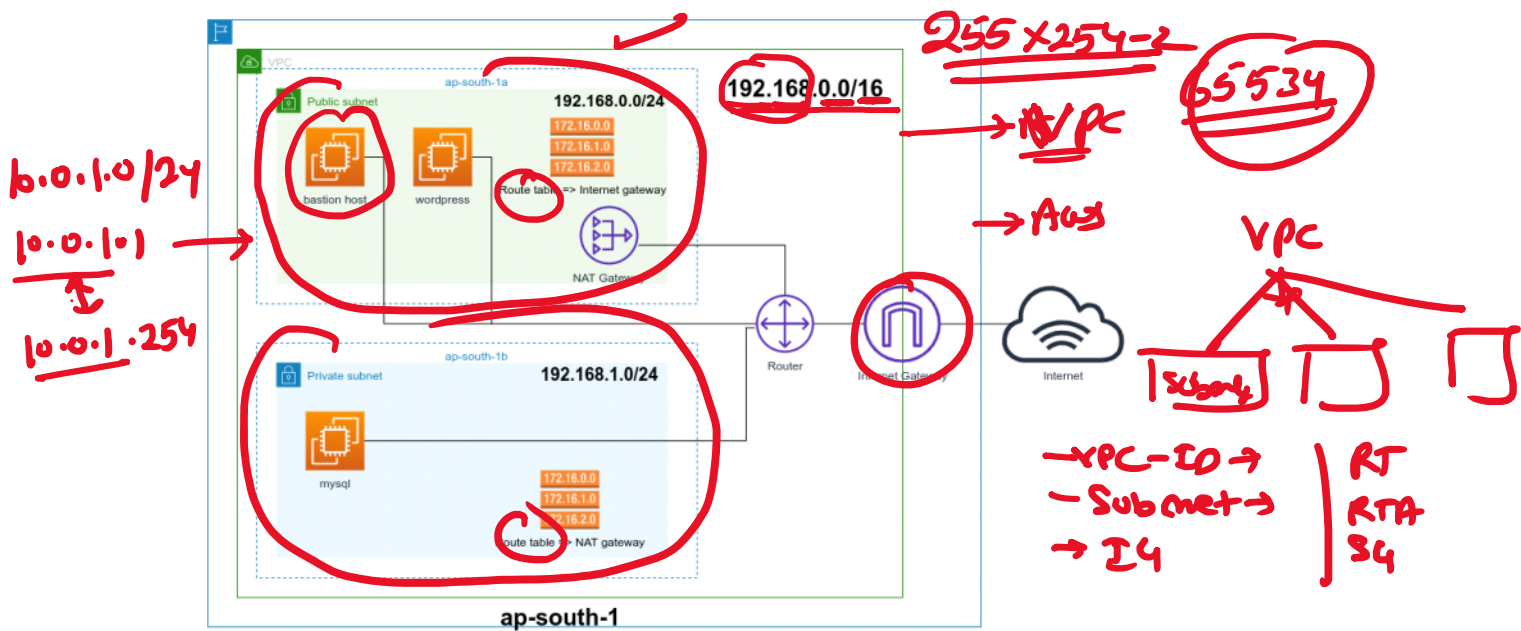 255 x 254-2
65534
VPC
ap-south-1a
Public subnet
192.168.0.0/24
192.168.0.0/16
172.16.0.0
172.16.1.0
172.16.2.0
VPC
bastion host
wordpress
Route table => Internet gateway
NAT Gateway
10.0.1.0/24
10.0.1.1
10.0.1.254
Aws
VPC
Router
Internet Gateway
Internet
ap-south-1b
Private subnet
192.168.1.0/24
mysql
172.16.0.0
172.16.1.0
172.16.2.0
oute table => NAT gateway
VPC-ID
Subnet
IG
RT
RTA
SG
ap-south-1